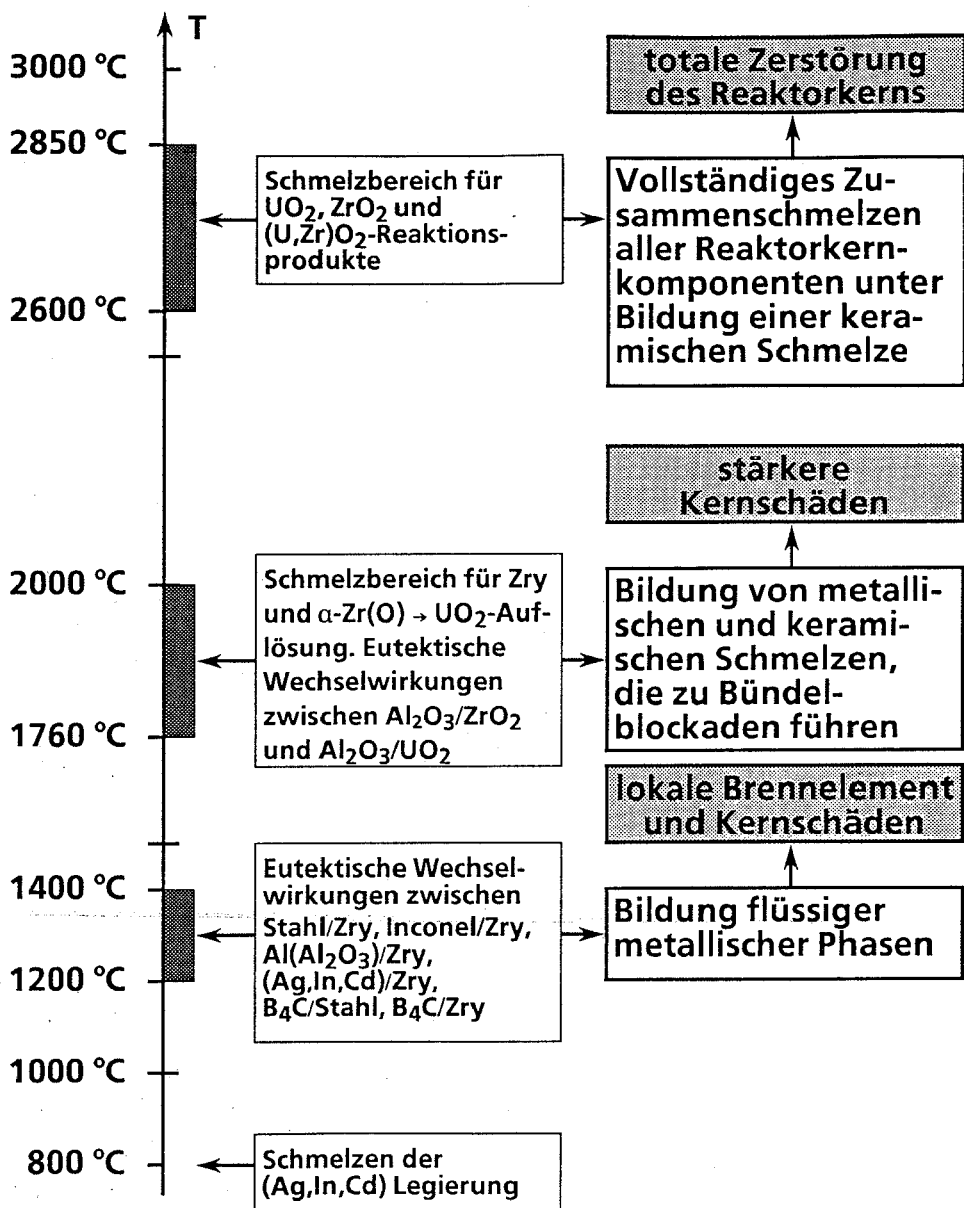 T
3000 °C
2850 °C
2600 °C
2000 °C
1760 °C
1400 °C
1200 °C
1000 °C
800 °C
totale Zerstörung
des Reaktorkerns
Schmelzbereich für
UO₂, ZrO₂ und
(U,Zr)O₂-Reaktions-
produkte
Vollständiges Zu-
sammenschmelzen
aller Reaktorkern-
komponenten unter
Bildung einer kera-
mischen Schmelze
stärkere
Kernschäden
Schmelzbereich für Zry
und α-Zr(O) → UO₂-Auf-
lösung. Eutektische
Wechselwirkungen
zwischen Al₂O₃/ZrO₂
und Al₂O₃/UO₂
Bildung von metalli-
schen und kerami-
schen Schmelzen,
die zu Bündel-
blockaden führen
lokale Brennelement
und Kernschäden
Eutektische Wechsel-
wirkungen zwischen
Stahl/Zry, Inconel/Zry,
Al(Al₂O₃)/Zry,
(Ag,In,Cd)/Zry,
B₄C/Stahl, B₄C/Zry
Bildung flüssiger
metallischer Phasen
Schmelzen der
(Ag,In,Cd) Legierung